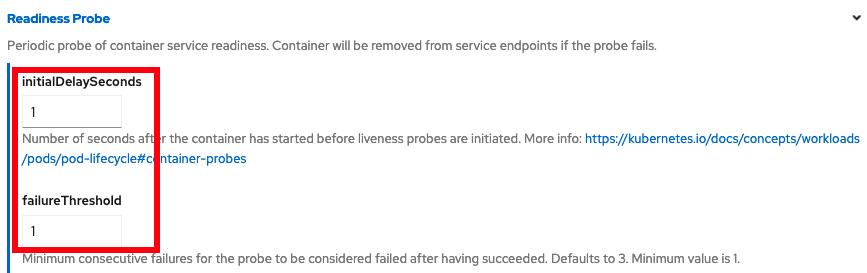 Readiness Probe
Periodic probe of container service readiness. Container will be removed from service endpoints if the probe fails.
initialDelaySeconds
1
Number of seconds after the container has started before liveness probes are initiated. More info: https://kubernetes.io/docs/concepts/workloads
/pods/pod-lifecycle#container-probes
failureThreshold
1
Minimum consecutive failures for the probe to be considered failed after having succeeded. Defaults to 3. Minimum value is 1.